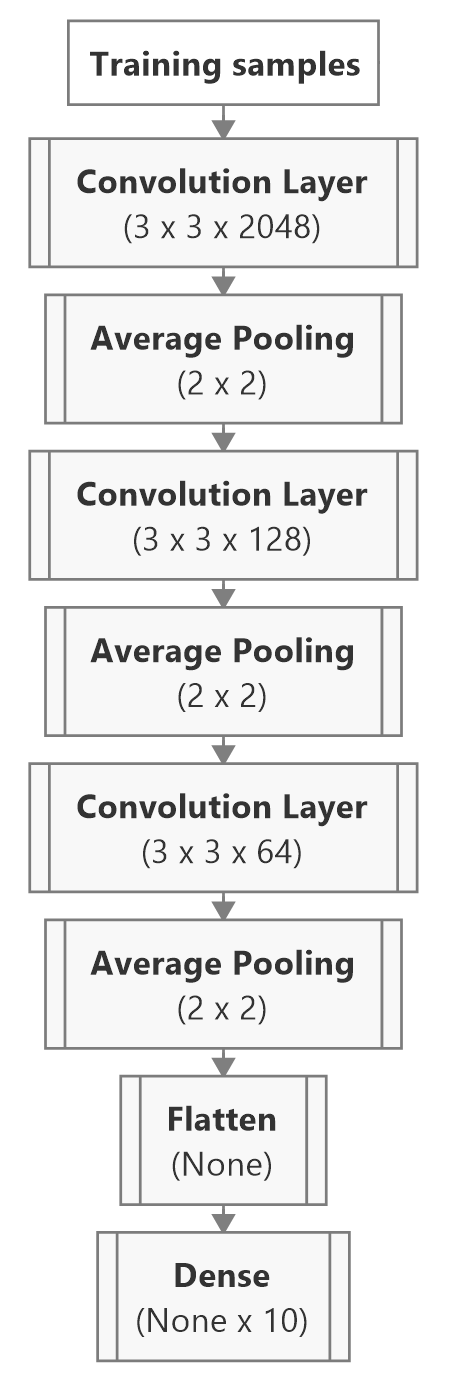 Training samples
Convolution Layer
(3 x 3 x 2048)
Average Pooling
(2 x 2)
Convolution Layer
(3 x 3 x 128)
Average Pooling
(2 x 2)
Convolution Layer
(3 x 3 x 64)
Average Pooling
(2 x 2)
Flatten
(None)
Dense
(None x 10)